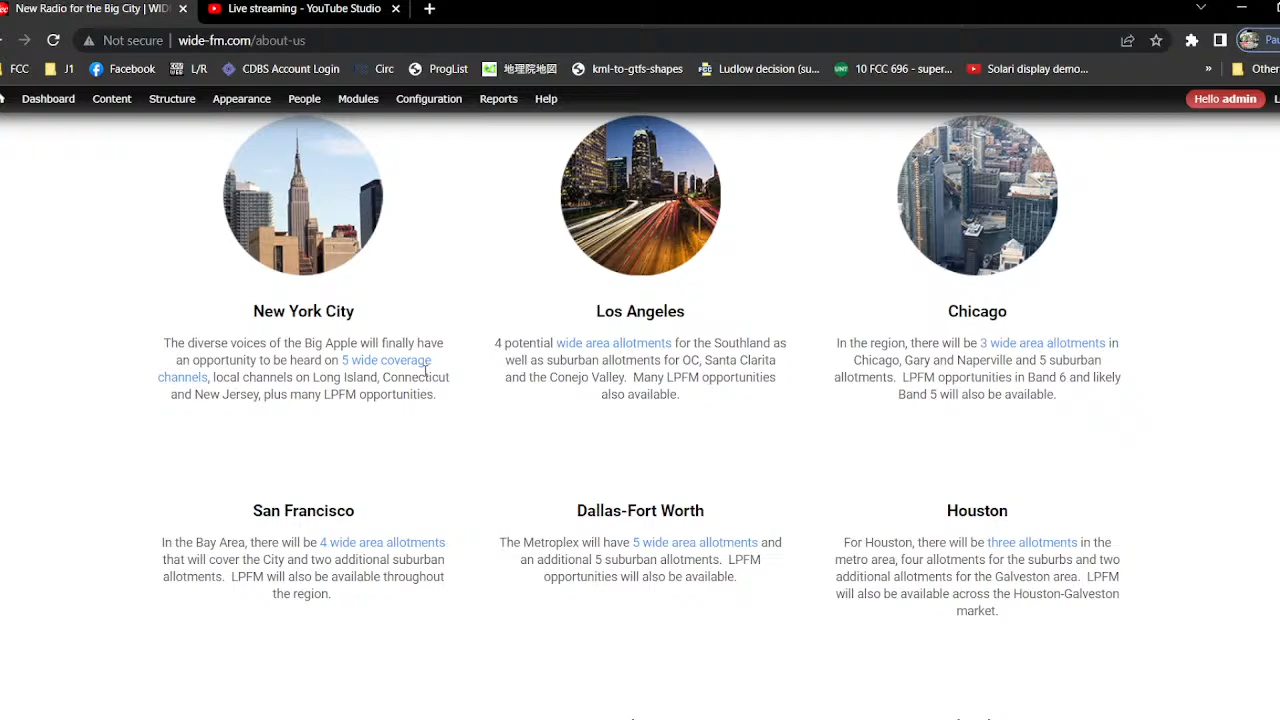 New Radio for the Big City | WID
Live streaming - YouTube Studio
Not secure | wide-fm.com/about-us
FCC J1 Facebook L/R CDBS Account Login Circ ProgList 地理院地図 kml-to-gtfs-shapes Ludlow decision (su... 10 FCC 696 - super... Solari display demo... » Other
Dashboard Content Structure Appearance People Modules Configuration Reports Help Hello admin
New York City
The diverse voices of the Big Apple will finally have
an opportunity to be heard on 5 wide coverage
channels, local channels on Long Island, Connecticut
and New Jersey, plus many LPFM opportunities.
Los Angeles
4 potential wide area allotments for the Southland as
well as suburban allotments for OC, Santa Clarita
and the Conejo Valley. Many LPFM opportunities
also available.
Chicago
In the region, there will be 3 wide area allotments in
Chicago, Gary and Naperville and 5 suburban
allotments. LPFM opportunities in Band 6 and likely
Band 5 will also be available.
San Francisco
In the Bay Area, there will be 4 wide area allotments
that will cover the City and two additional suburban
allotments. LPFM will also be available throughout
the region.
Dallas-Fort Worth
The Metroplex will have 5 wide area allotments and
an additional 5 suburban allotments. LPFM
opportunities will also be available.
Houston
For Houston, there will be three allotments in the
metro area, four allotments for the suburbs and two
additional allotments for the Galveston area. LPFM
will also be available across the Houston-Galveston
market.